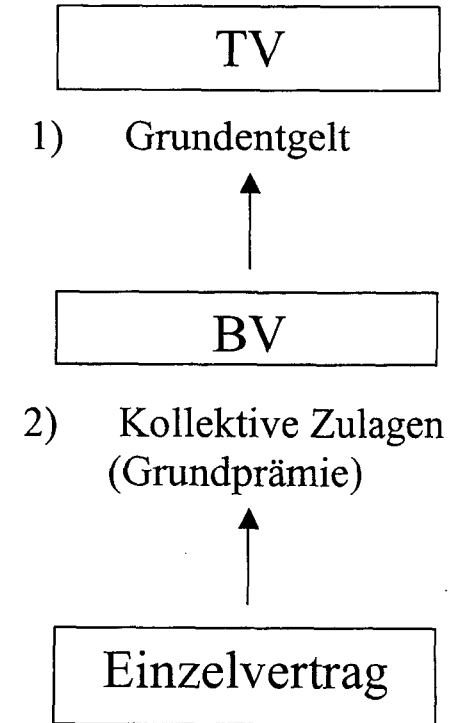 TV
1) Grundentgelt
BV
2) Kollektive Zulagen
(Grundprämie)
Einzelvertrag